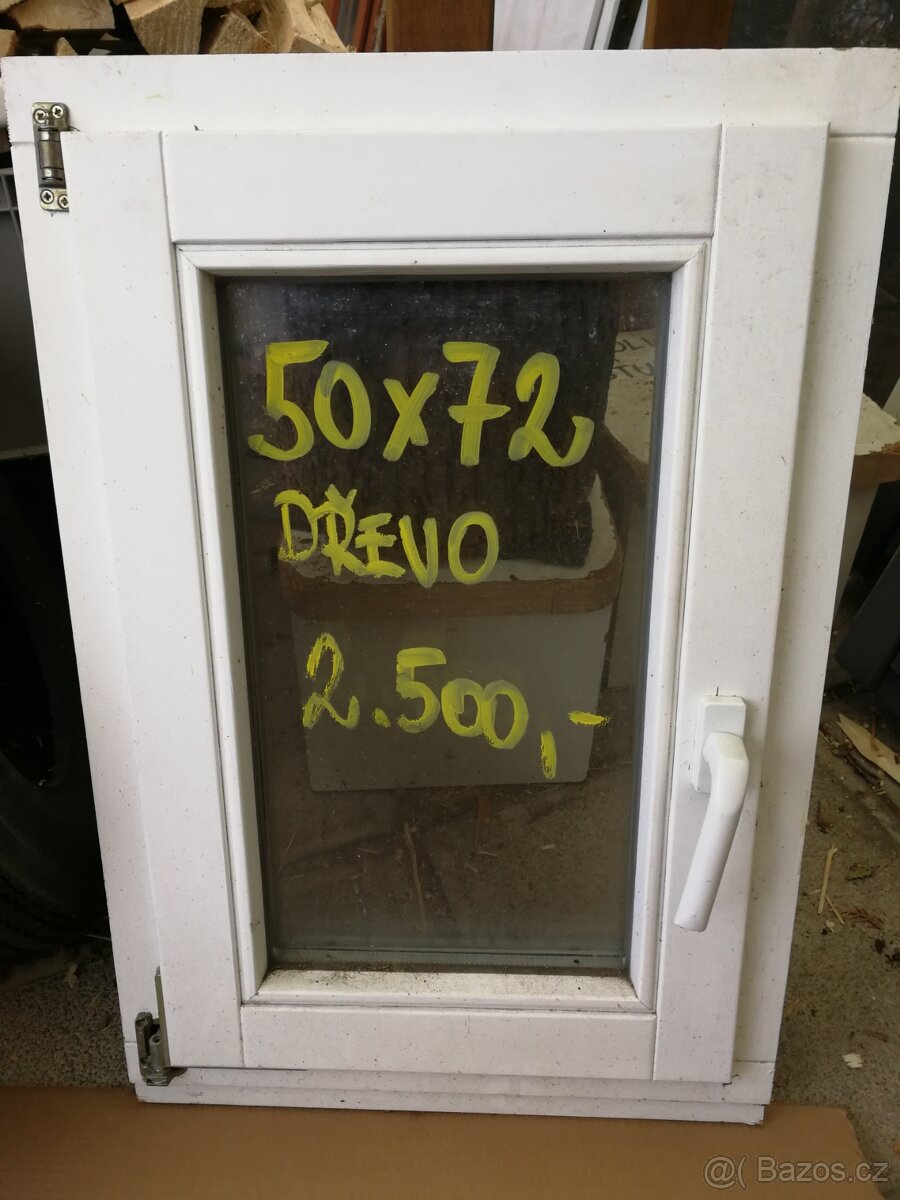 50x72
DŘEVO
2.500,-
@( Bazos.cz